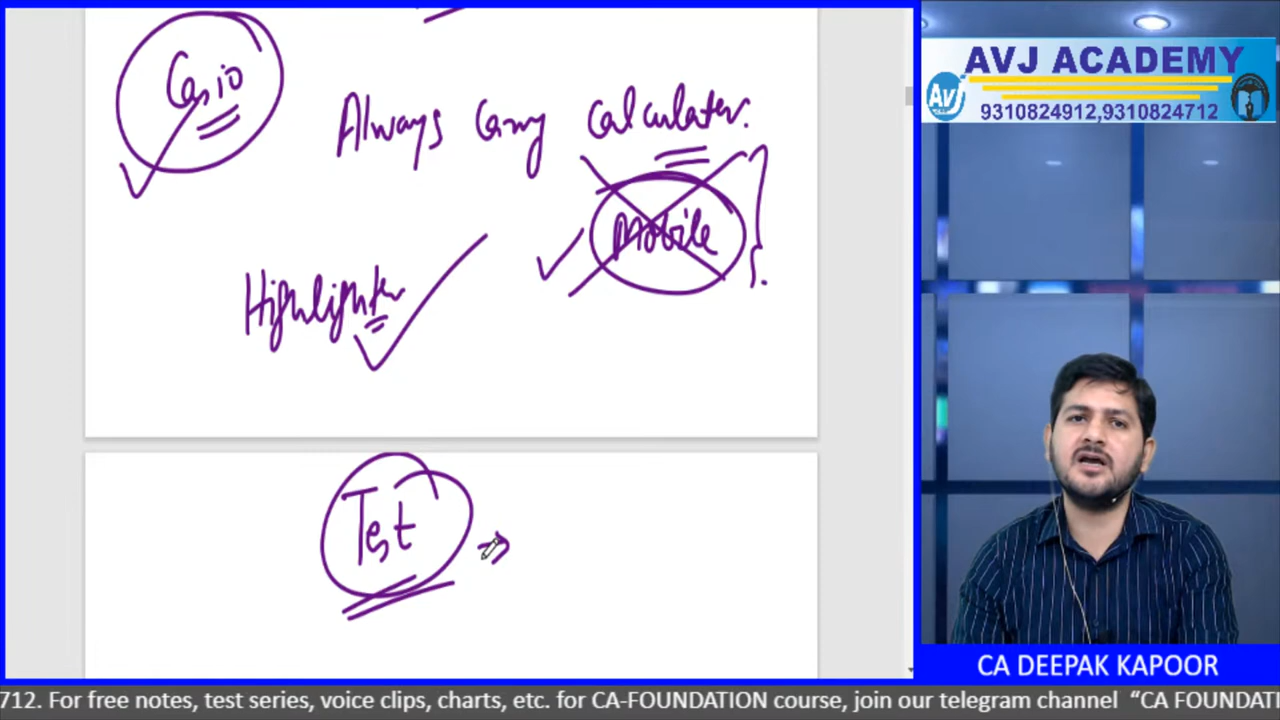 Casio
Always Carry Calculater.
Mobile
Highlighter
Test
AVJ ACADEMY
AVJ
9310824912,9310824712
CA DEEPAK KAPOOR
712. For free notes, test series, voice clips, charts, etc. for CA-FOUNDATION course, join our telegram channel “CA FOUNDATI